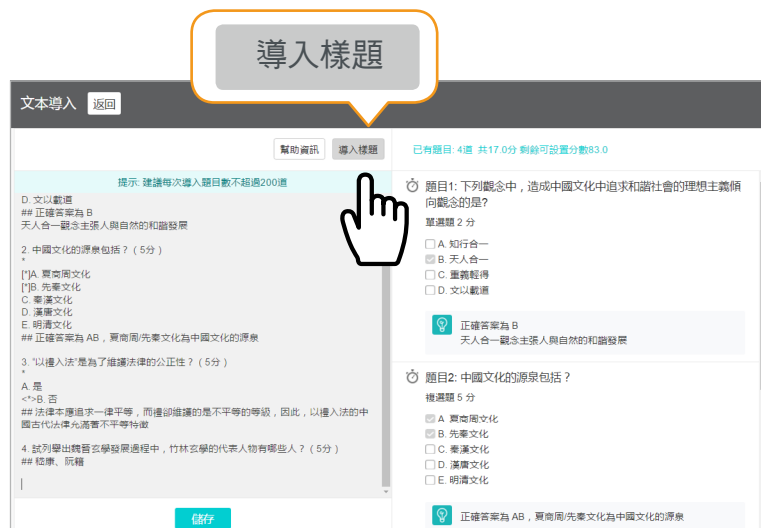 導入樣題
文本導入 返回
幫助資訊 導入樣題
提示: 建議每次導入題目數不超過200道
D. 文以載道
## 正確答案為 B
天人合一觀念主張人與自然的和諧發展
2. 中國文化的源泉包括？ ( 5分 )
*
[*]A. 夏商周文化
[*]B. 先秦文化
C. 秦漢文化
D. 漢唐文化
E. 明清文化
## 正確答案為 AB , 夏商周/先秦文化為中國文化的源泉
3. "以禮入法"是為了維護法律的公正性？ ( 5分 )
*
A. 是
<*>B. 否
## 法律本應追求一律平等 , 而禮卻維護的是不平等的等級 , 因此 , 以禮入法的中
國古代法律充滿著不平等特徵
4. 試列舉出魏晉玄學發展過程中 , 竹林玄學的代表人物有哪些人？ ( 5分 )
## 嵇康、阮籍
儲存
已有題目: 4道 共17.0分 剩餘可設置分數83.0
題目1: 下列觀念中 , 造成中國文化中追求和諧社會的理想主義傾
向觀念的是?
單選題 2 分
A. 知行合一
B. 天人合一
C. 重義輕得
D. 文以載道
正確答案為 B
天人合一觀念主張人與自然的和諧發展
題目2: 中國文化的源泉包括？
複選題 5 分
A. 夏商周文化
B. 先秦文化
C. 秦漢文化
D. 漢唐文化
E. 明清文化
正確答案為 AB , 夏商周/先秦文化為中國文化的源泉